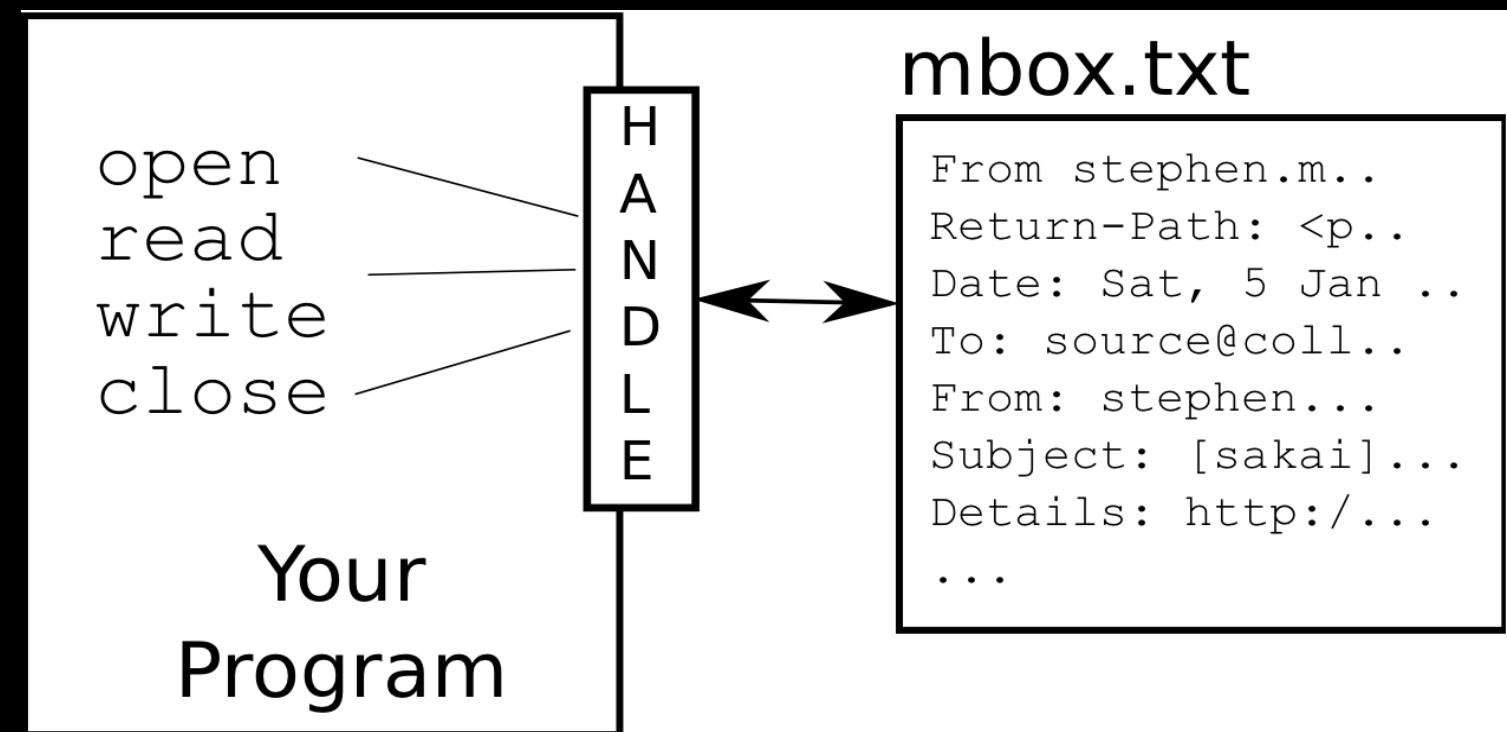 open
read
write
close
Your
Program
HANDLE
mbox.txt
From stephen.m..
Return-Path: <p..
Date: Sat, 5 Jan ..
To: source@coll..
From: stephen...
Subject: [sakai]...
Details: http:/...
...